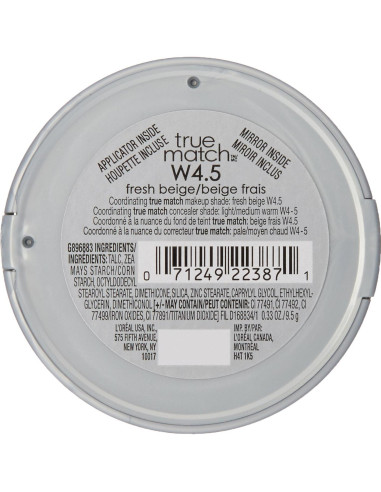 APPLICATOR INSIDE
HOUPETTE INCLUSE
MIRROR INSIDE
MIROIR INCLUS
true
match
W4.5
fresh beige/beige frais
Coordinating true match makeup shade: fresh beige W4.5
Coordinating true match concealer shade: light/medium warm W4-5
Coordonné à la nuance du fond de teint true match: beige frais W4.5
Coordonné à la nuance du correcteur true match: pale/moyen chaud W4-5
G896883 INGREDIENTS/
INGRÉDIENTS: TALC, ZEA
MAYS STARCH/CORN
STARCH, OCTYLDODECYL
STEAROYL STEARATE, DIMETHICONE, SILICA, ZINC STEARATE, CAPRYLYL GLYCOL, ETHYLHEXYL-
GLYCERIN, DIMETHICONOL [+/-MAY CONTAIN/PEUT CONTENIR: CI 77491, CI 77492, CI
77499/IRON OXIDES, CI 77891/TITANIUM DIOXIDE] FIL D168834/1 0.33 OZ/9.5 g
0 71249 22387 1
L'ORÉAL USA, INC.,
575 FIFTH AVENUE,
NEW YORK, NY
10017
IMP. BY/PAR:
L'ORÉAL CANADA,
MONTRÉAL
H4T 1K5